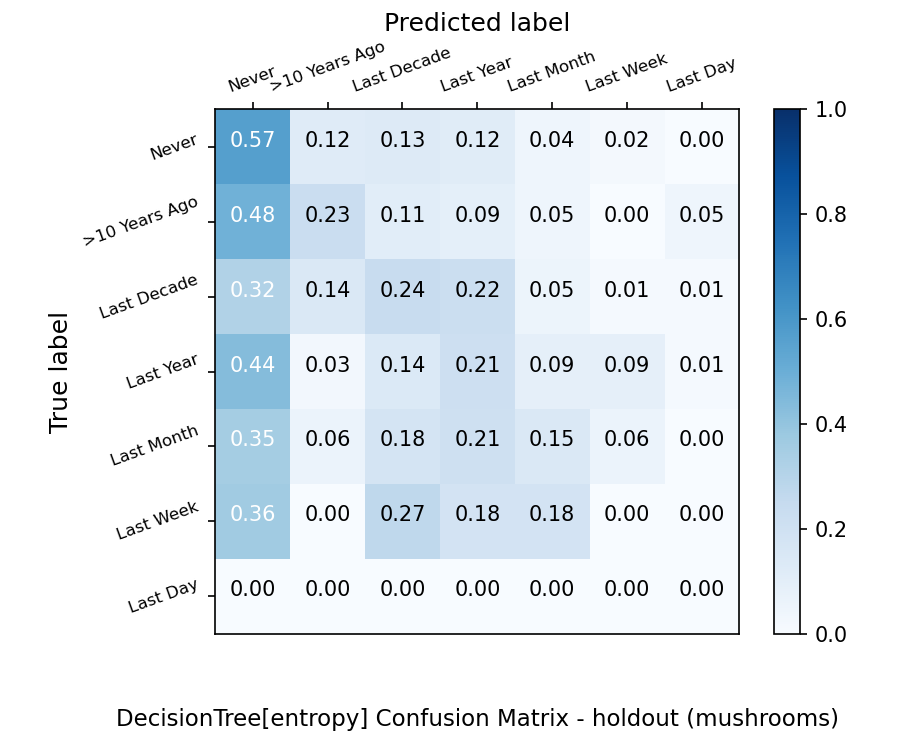 Predicted label
Never >10 Years Ago Last Decade Last Year Last Month Last Week Last Day
True label
Never 0.57 0.12 0.13 0.12 0.04 0.02 0.00
>10 Years Ago 0.48 0.23 0.11 0.09 0.05 0.00 0.05
Last Decade 0.32 0.14 0.24 0.22 0.05 0.01 0.01
Last Year 0.44 0.03 0.14 0.21 0.09 0.09 0.01
Last Month 0.35 0.06 0.18 0.21 0.15 0.06 0.00
Last Week 0.36 0.00 0.27 0.18 0.18 0.00 0.00
Last Day 0.00 0.00 0.00 0.00 0.00 0.00 0.00
1.0
0.8
0.6
0.4
0.2
0.0
DecisionTree[entropy] Confusion Matrix - holdout (mushrooms)